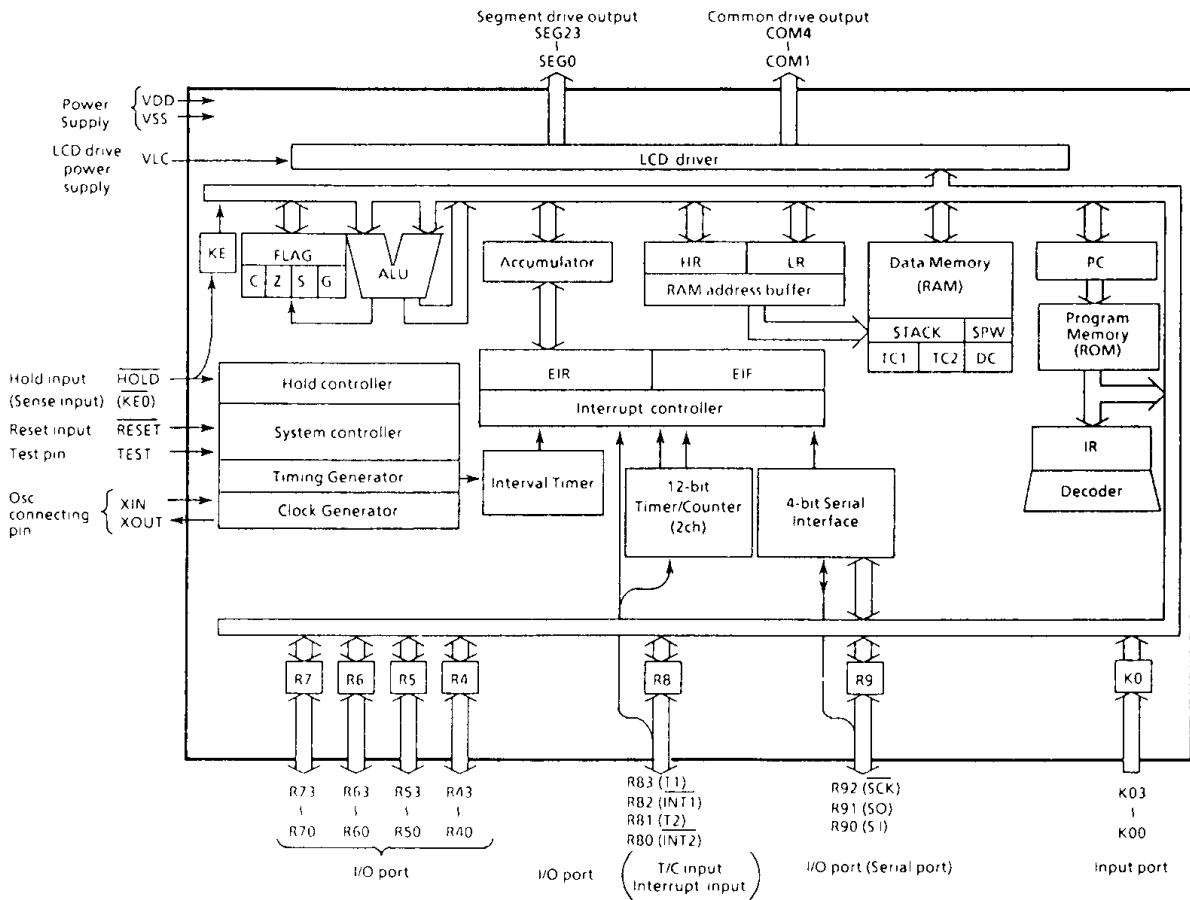 Segment drive output
SEG23
~
SEG0
Common drive output
COM4
~
COM1
Power Supply
VDD
VSS
LCD drive power supply
VLC
LCD driver
KE
FLAG
C Z S G
ALU
Accumulator
HR LR
RAM address buffer
Data Memory
(RAM)
STACK SPW
TC1 TC2 DC
PC
Program Memory
(ROM)
IR
Decoder
Hold input
(Sense input)
HOLD
(KE0)
Reset input
RESET
Test pin
TEST
Osc connecting pin
XIN
XOUT
Hold controller
System controller
Timing Generator
Clock Generator
EIR EIF
Interrupt controller
Interval Timer
12-bit
Timer/Counter
(2ch)
4-bit Serial
Interface
R7 R6 R5 R4 R8 R9 K0
R73 ~ R70
R63 ~ R60
R53 ~ R50
R43 ~ R40
I/O port
R83 (T1)
R82 (INT1)
R81 (T2)
R80 (INT2)
I/O port
(T/C input
Interrupt input)
R92 (SCK)
R91 (SO)
R90 (SI)
I/O port (Serial port)
K03
~
K00
Input port